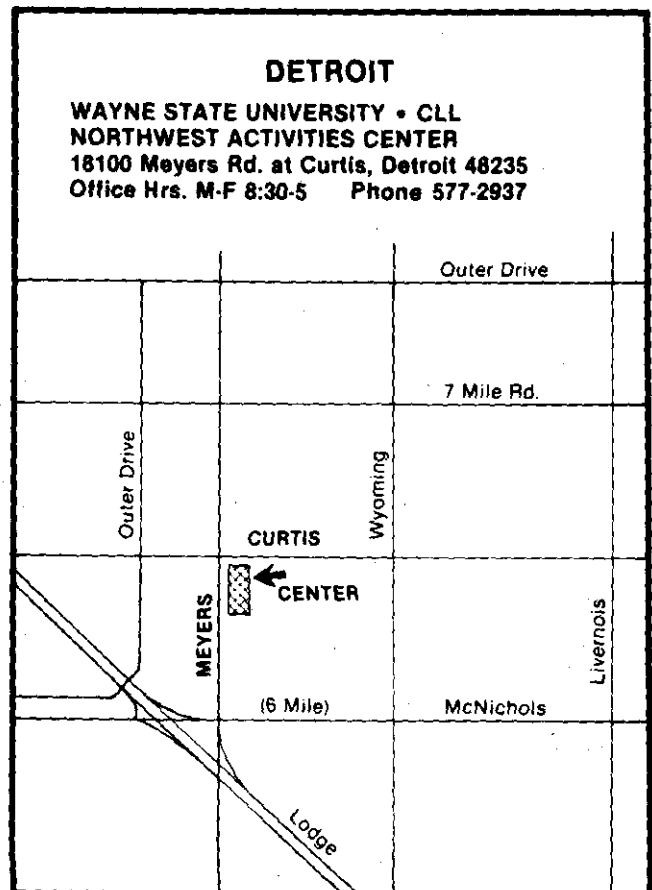 DETROIT
WAYNE STATE UNIVERSITY • CLL
NORTHWEST ACTIVITIES CENTER
18100 Meyers Rd. at Curtis, Detroit 48235
Office Hrs. M-F 8:30-5 Phone 577-2937
Outer Drive
7 Mile Rd.
Outer Drive
Wyoming
CURTIS
CENTER
MEYERS
Livernois
(6 Mile) McNichols
Lodge